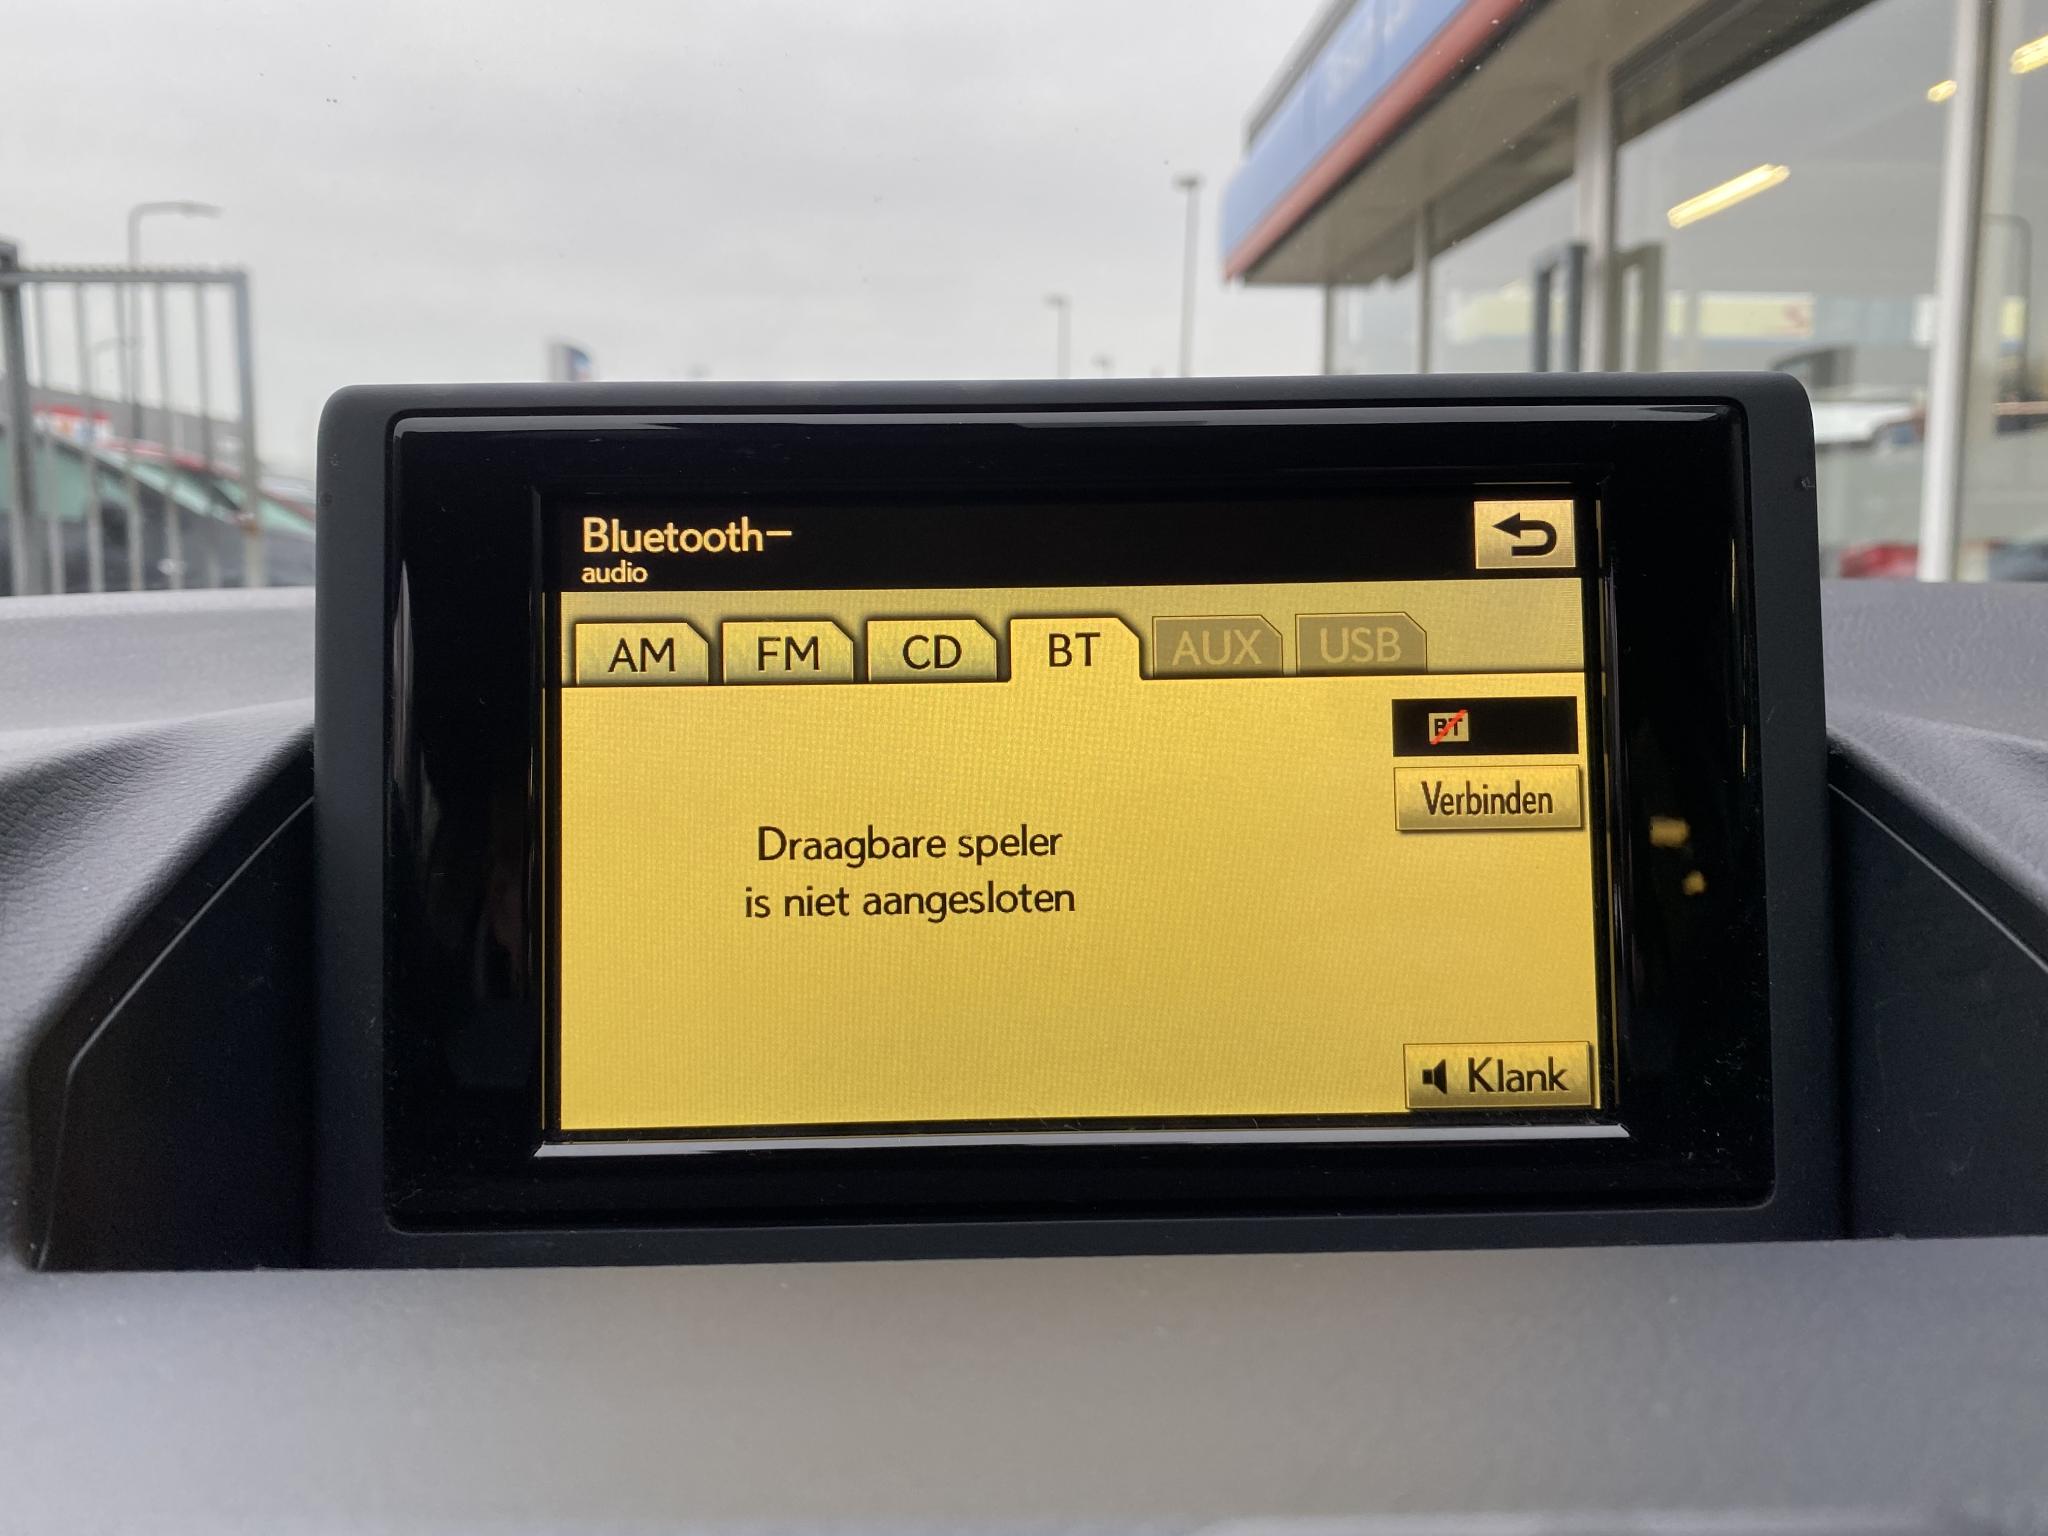 Bluetooth–
audio
AM FM CD BT AUX USB
BT
Verbinden
Draagbare speler
is niet aangesloten
Klank